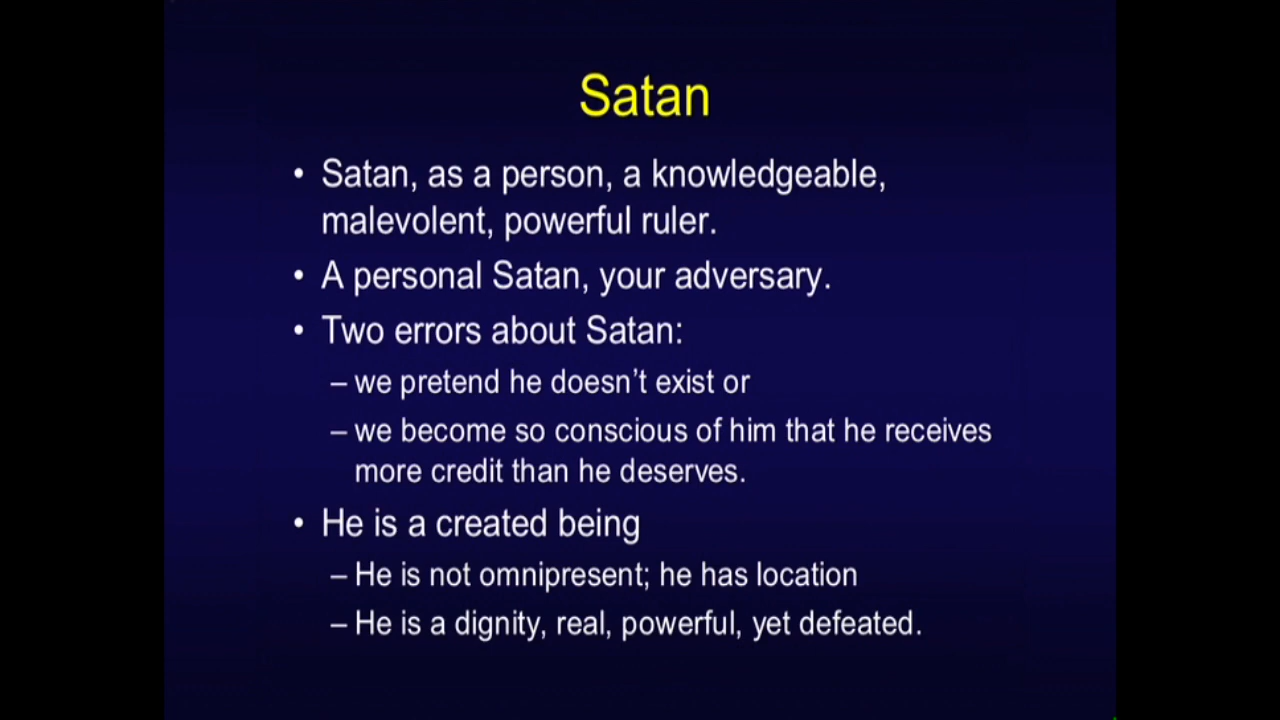 Satan
• Satan, as a person, a knowledgeable,
malevolent, powerful ruler.
• A personal Satan, your adversary.
• Two errors about Satan:
– we pretend he doesn’t exist or
– we become so conscious of him that he receives
more credit than he deserves.
• He is a created being
– He is not omnipresent; he has location
– He is a dignity, real, powerful, yet defeated.